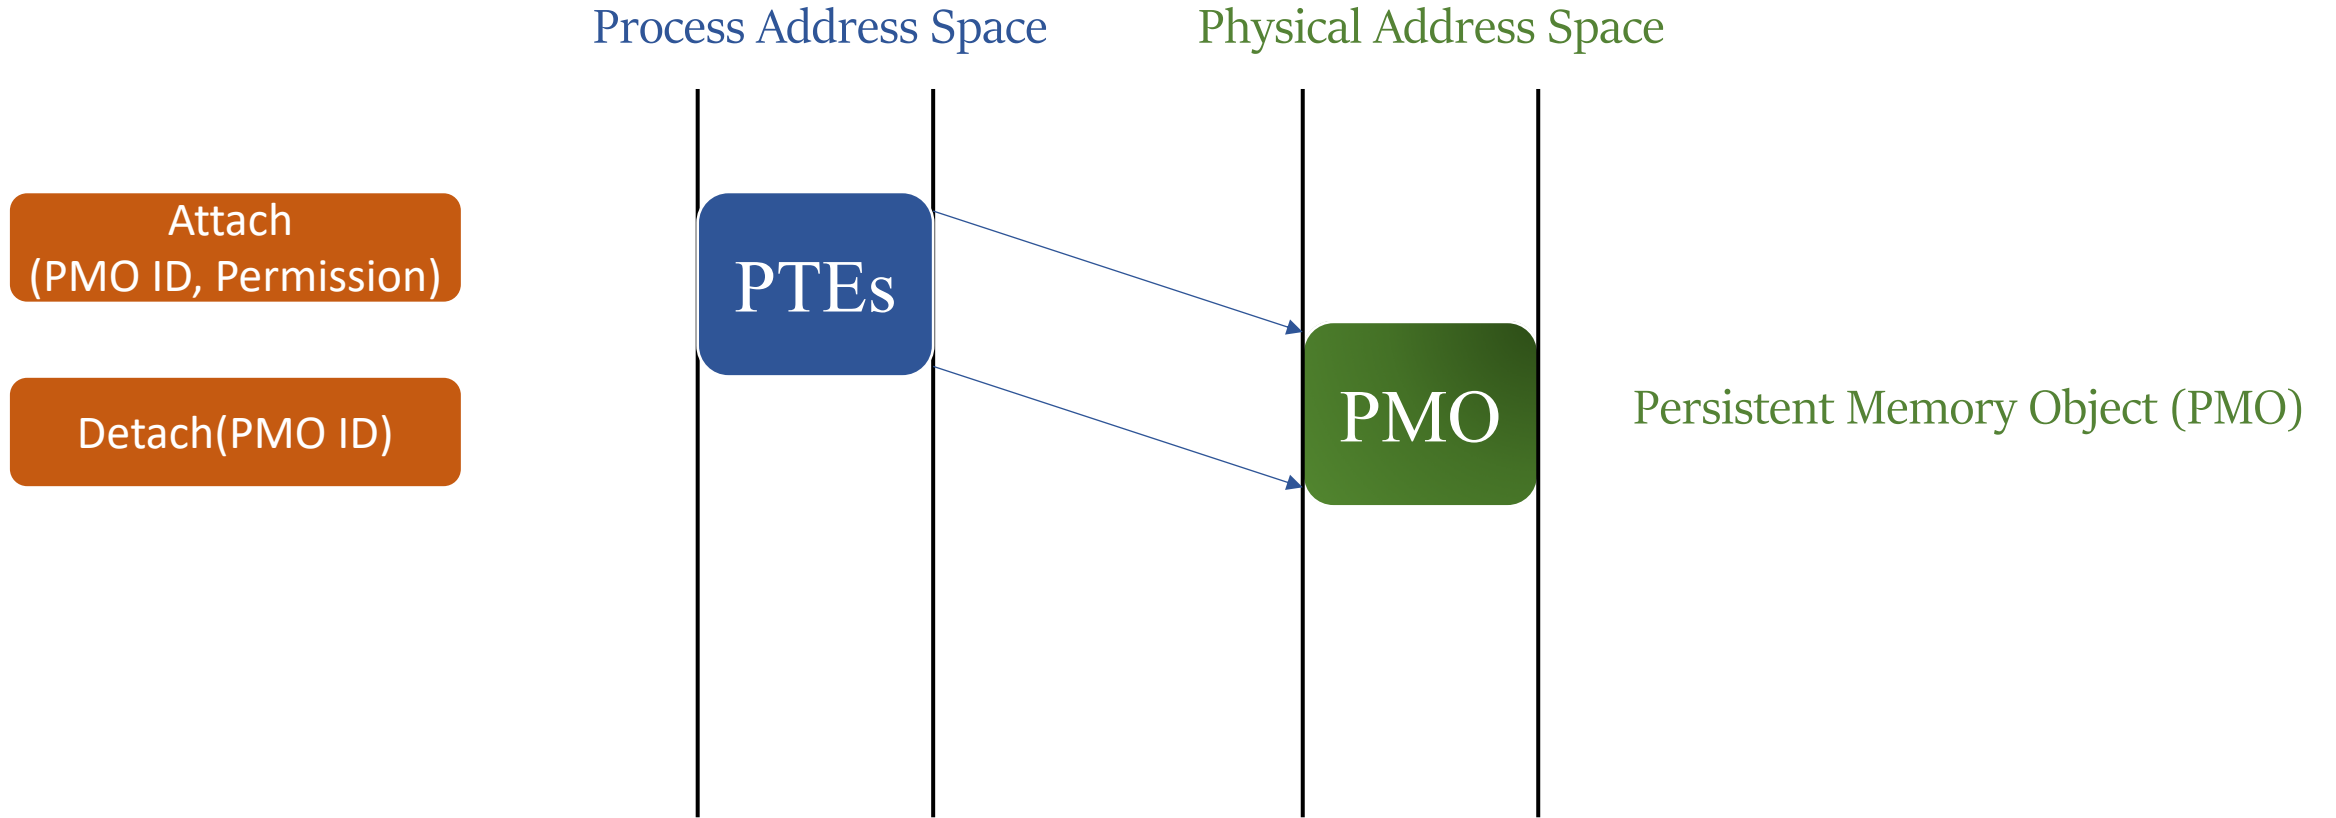 Process Address Space
Physical Address Space
Attach
(PMO ID, Permission)
PTEs
Detach(PMO ID)
PMO
Persistent Memory Object (PMO)